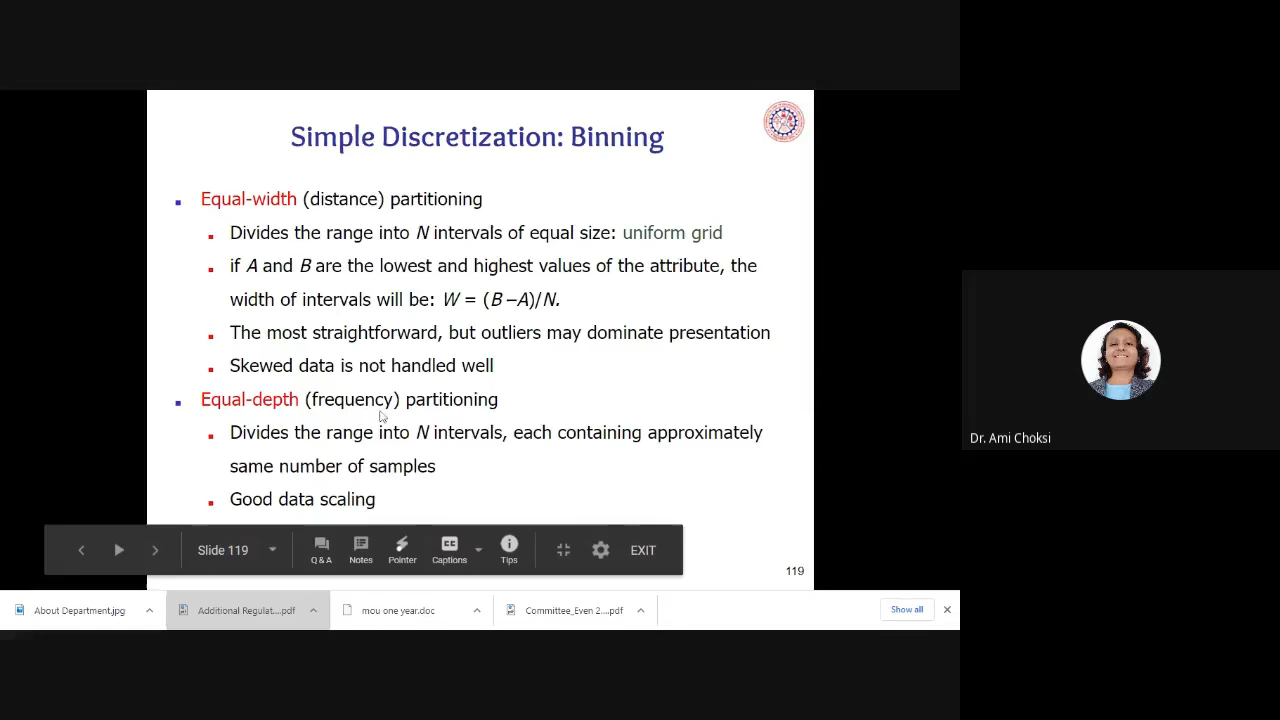 Simple Discretization: Binning
Equal-width (distance) partitioning
Divides the range into N intervals of equal size: uniform grid
if A and B are the lowest and highest values of the attribute, the
width of intervals will be: W = (B –A)/N.
The most straightforward, but outliers may dominate presentation
Skewed data is not handled well
Equal-depth (frequency) partitioning
Divides the range into N intervals, each containing approximately
same number of samples
Good data scaling
Dr. Ami Choksi
Slide 119
Q & A
Notes
Pointer
CC
Captions
Tips
EXIT
119
About Department.jpg
Additional Regulat....pdf
mou one year.doc
Committee_Even 2....pdf
Show all